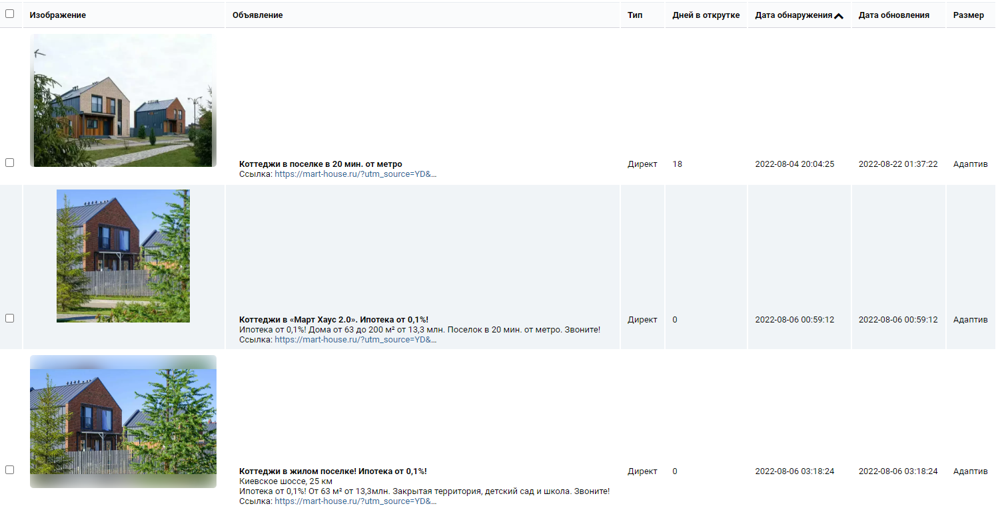 Изображение Объявление Тип Дней в открутке Дата обнаружения Дата обновления Размер
Коттеджи в поселке в 20 мин. от метро Директ 18 2022-08-04 20:04:25 2022-08-22 01:37:22 Адаптив
Ссылка: https://mart-house.ru/?utm_source=YD&...
Коттеджи в «Март Хаус 2.0». Ипотека от 0,1%! Директ 0 2022-08-06 00:59:12 2022-08-06 00:59:12 Адаптив
Ипотека от 0,1%! Дома от 63 до 200 м² от 13,3 млн. Поселок в 20 мин. от метро. Звоните!
Ссылка: https://mart-house.ru/?utm_source=YD&...
Коттеджи в жилом поселке! Ипотека от 0,1%! Директ 0 2022-08-06 03:18:24 2022-08-06 03:18:24 Адаптив
Киевское шоссе, 25 км
Ипотека от 0,1%! От 63 м² от 13,3млн. Закрытая территория, детский сад и школа. Звоните!
Ссылка: https://mart-house.ru/?utm_source=YD&...